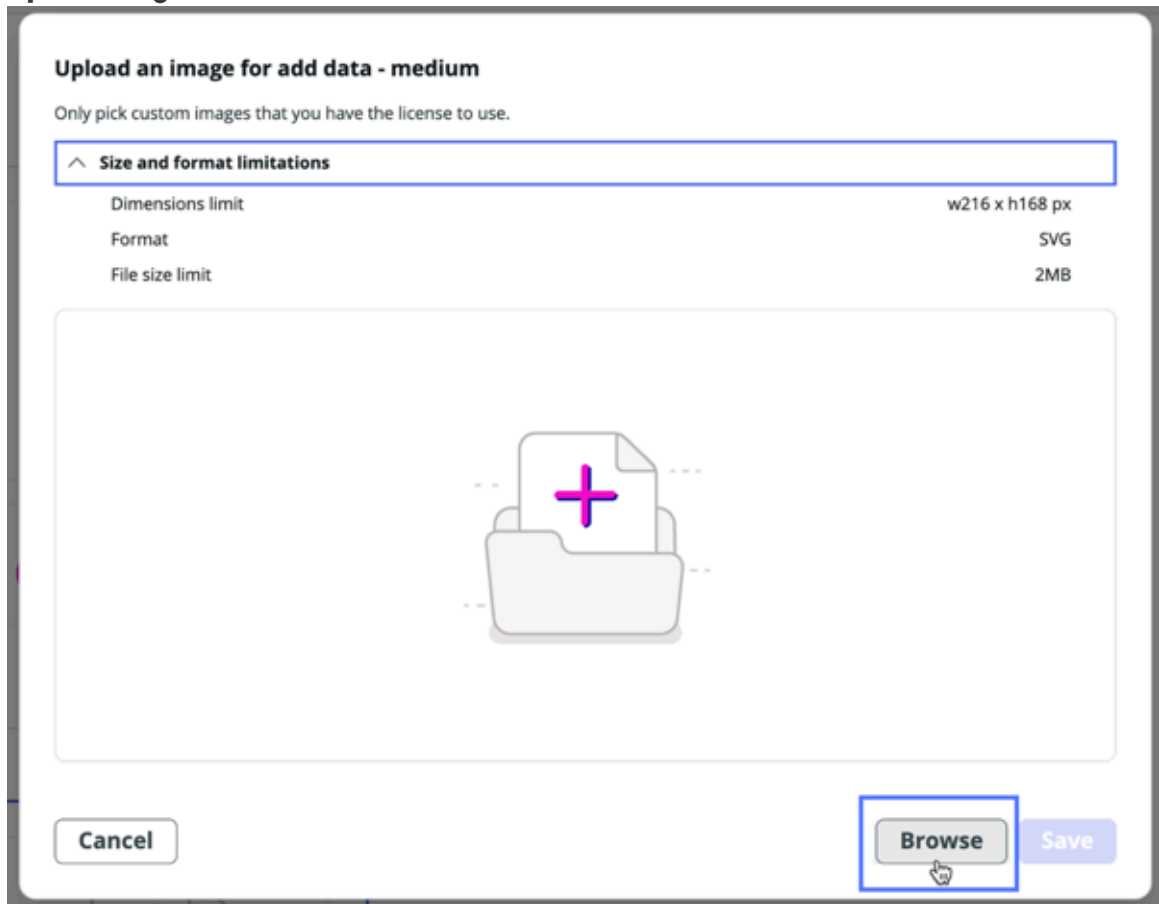 Upload an image for add data - medium
Only pick custom images that you have the license to use.
Size and format limitations
Dimensions limit w216 x h168 px
Format SVG
File size limit 2MB
Cancel Browse Save